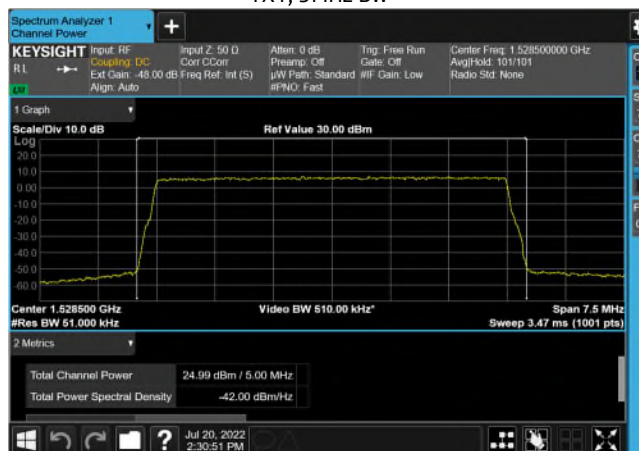 TX1, 5MHz BW
Spectrum Analyzer 1
Channel Power
+
KEYSIGHT
RL
LXI
Input: RF
Coupling: DC
Ext Gain: -48.00 dB
Align: Auto
Input Z: 50 Ω
Corr CCorr
Freq Ref: Int (S)
Atten: 0 dB
Preamp: Off
µW Path: Standard
#PNO: Fast
Trig: Free Run
Gate: Off
#IF Gain: Low
Center Freq: 1.528500000 GHz
Avg|Hold: 101/101
Radio Std: None
1 Graph
Scale/Div 10.0 dB
Ref Value 30.00 dBm
Log
20.0
10.0
0.00
-10.0
-20.0
-30.0
-40.0
-50.0
-60.0
Center 1.528500 GHz
Video BW 510.00 kHz*
Span 7.5 MHz
#Res BW 51.000 kHz
Sweep 3.47 ms (1001 pts)
2 Metrics
Total Channel Power 24.99 dBm / 5.00 MHz
Total Power Spectral Density -42.00 dBm/Hz
?
Jul 20, 2022
2:30:51 PM